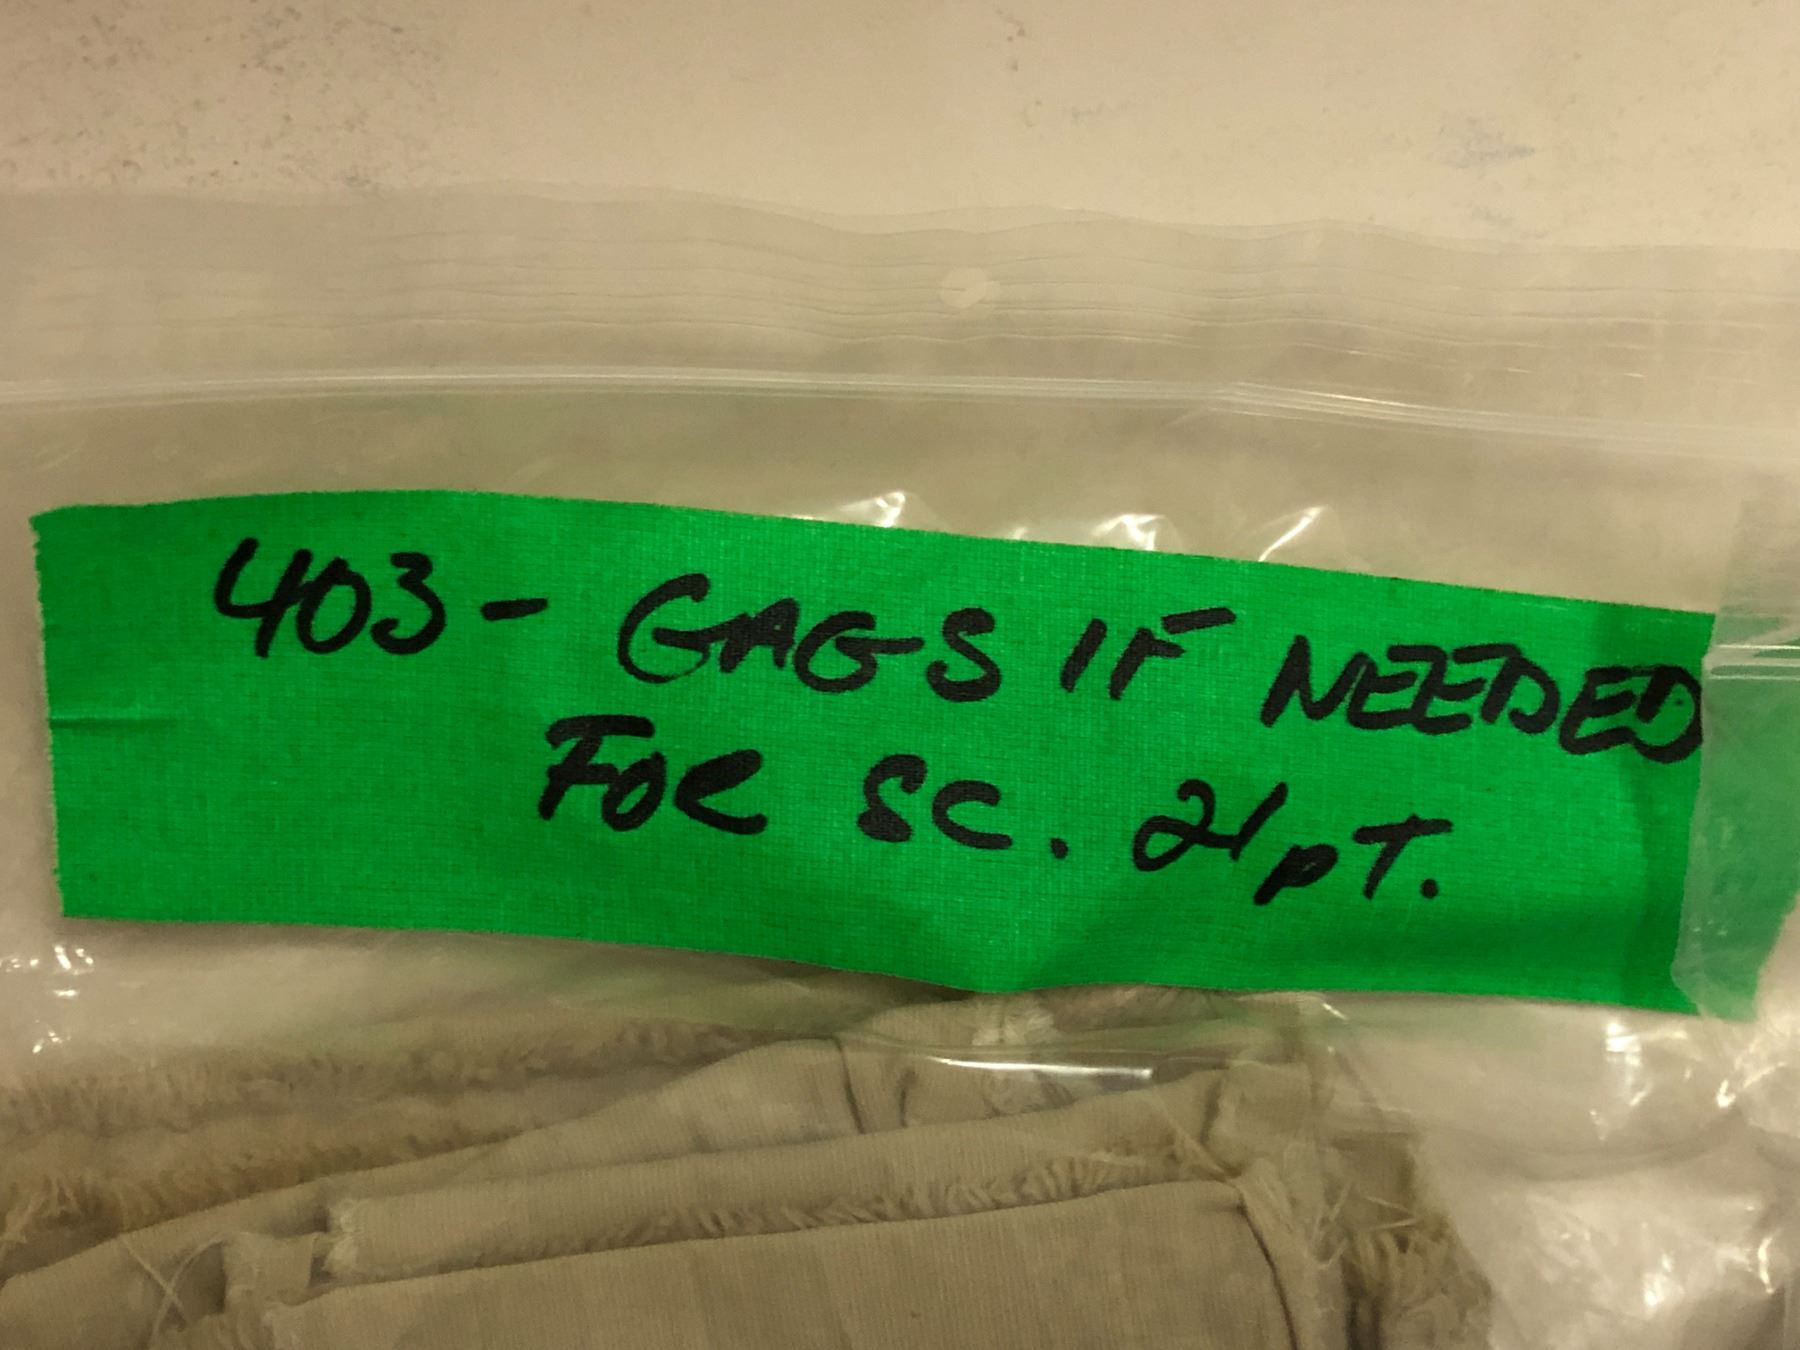 403 - GAGS IF NEEDED
FOR SC. 21pT.